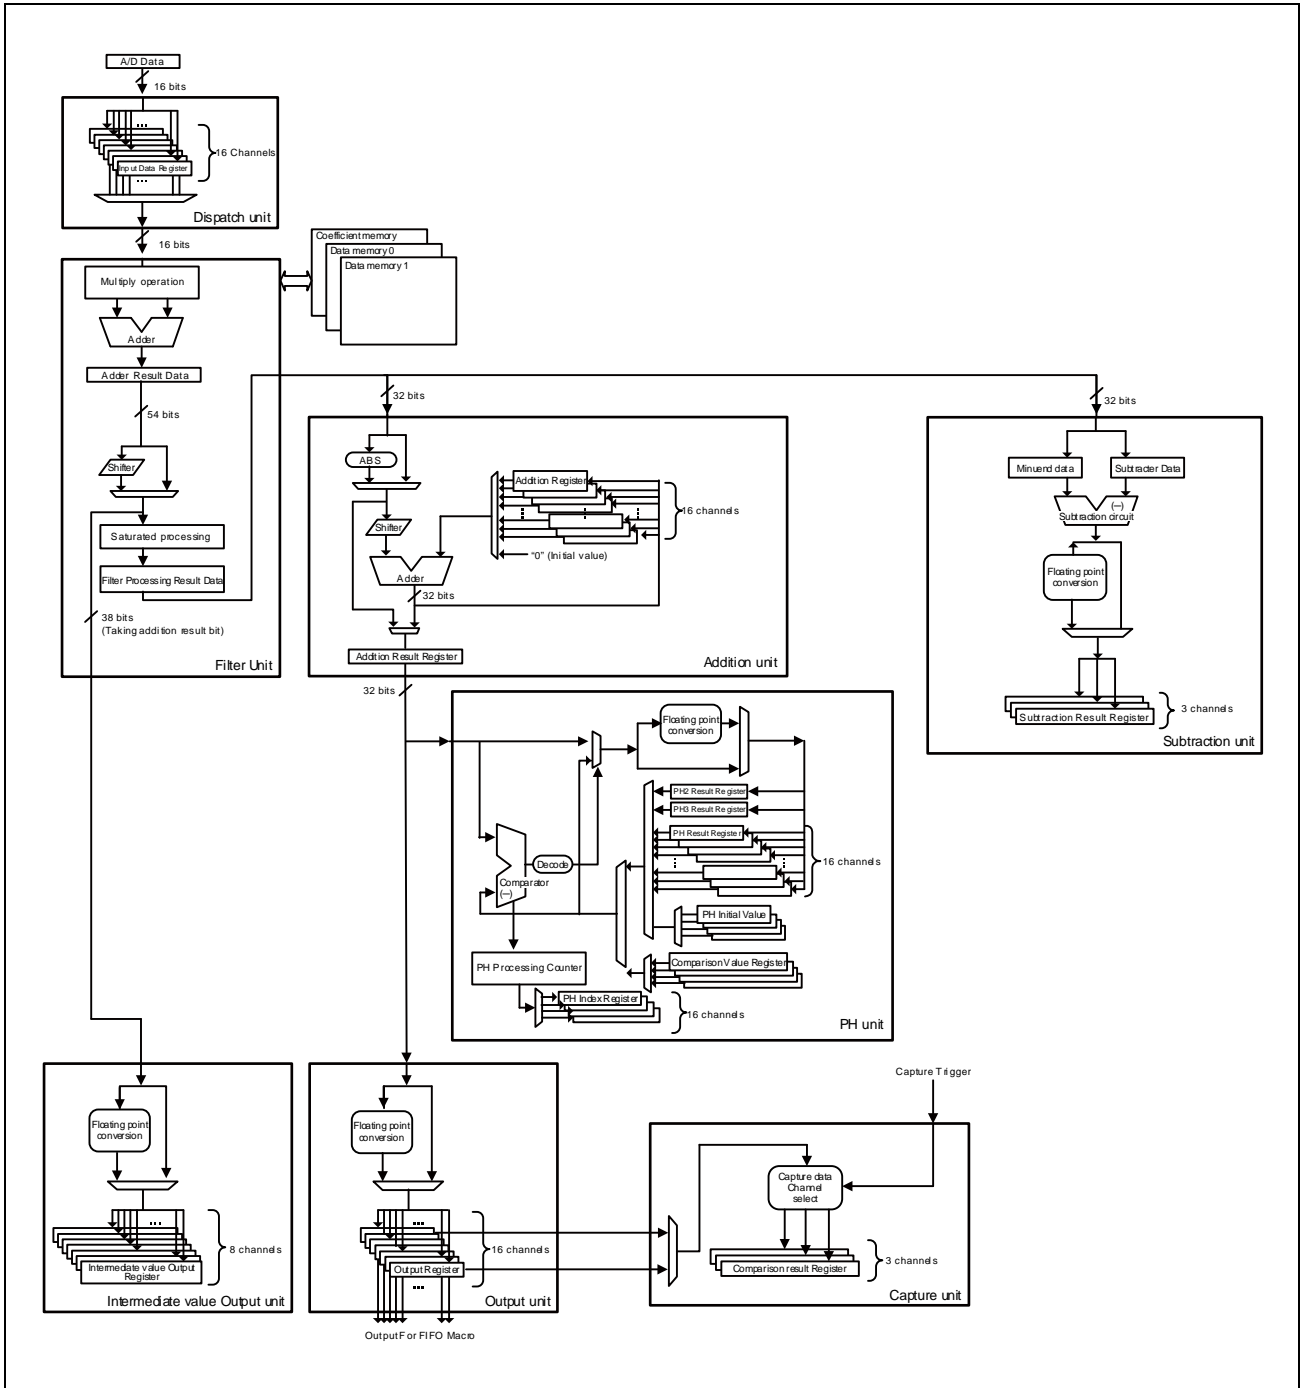 A/D Data
16 bits
16 Channels
Input Data Register
Dispatch unit
16 bits
Coefficient memory
Data memory 0
Data memory 1
Multiply operation
Adder
Adder Result Data
54 bits
Shifter
Saturated processing
Filter Processing Result Data
38 bits
(Taking addition result bit)
Filter Unit
32 bits
ABS
Shifter
Adder
32 bits
Addition Register
16 channels
"0" (Initial value)
Addition Result Register
Addition unit
32 bits
32 bits
Minuend data
Subtracter Data
(—)
Subtraction circuit
Floating point
conversion
Subtraction Result Register
3 channels
Subtraction unit
Floating point
conversion
PH2 Result Register
PH3 Result Register
PH Result Register
16 channels
Decode
Comparator
(—)
PH Initial Value
PH Processing Counter
Comparison Value Register
PH Index Register
16 channels
PH unit
Floating point
conversion
8 channels
Intermediate value Output
Register
Intermediate value Output unit
Floating point
conversion
16 channels
Output Register
Output unit
Output For FIFO Macro
Capture Trigger
Capture data
Channel
select
Comparison result Register
3 channels
Capture unit